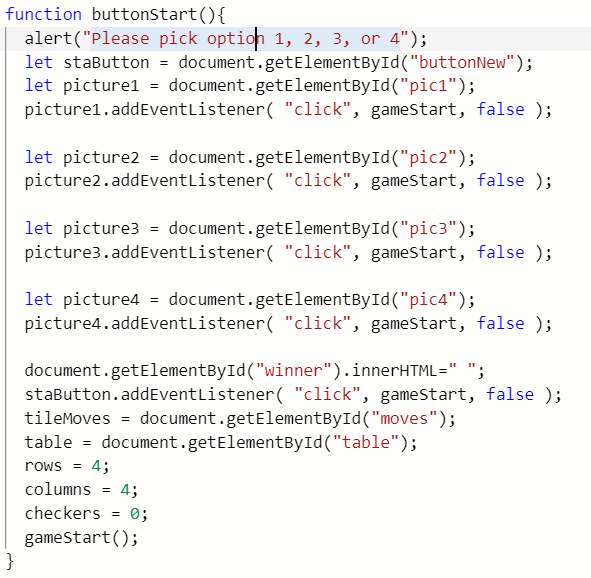 function buttonStart(){
alert("Please pick option 1, 2, 3, or 4");
let staButton = document.getElementById("buttonNew");
let picture1 = document.getElementById("pic1");
picture1.addEventListener( "click", gameStart, false );
let picture2 = document.getElementById("pic2");
picture2.addEventListener( "click", gameStart, false );
let picture3 = document.getElementById("pic3");
picture3.addEventListener( "click", gameStart, false );
let picture4 = document.getElementById("pic4");
picture4.addEventListener( "click", gameStart, false );
document.getElementById("winner").innerHTML=" ";
staButton.addEventListener( "click", gameStart, false );
tileMoves = document.getElementById("moves");
table = document.getElementById("table");
rows = 4;
columns = 4;
checkers = 0;
gameStart();
}